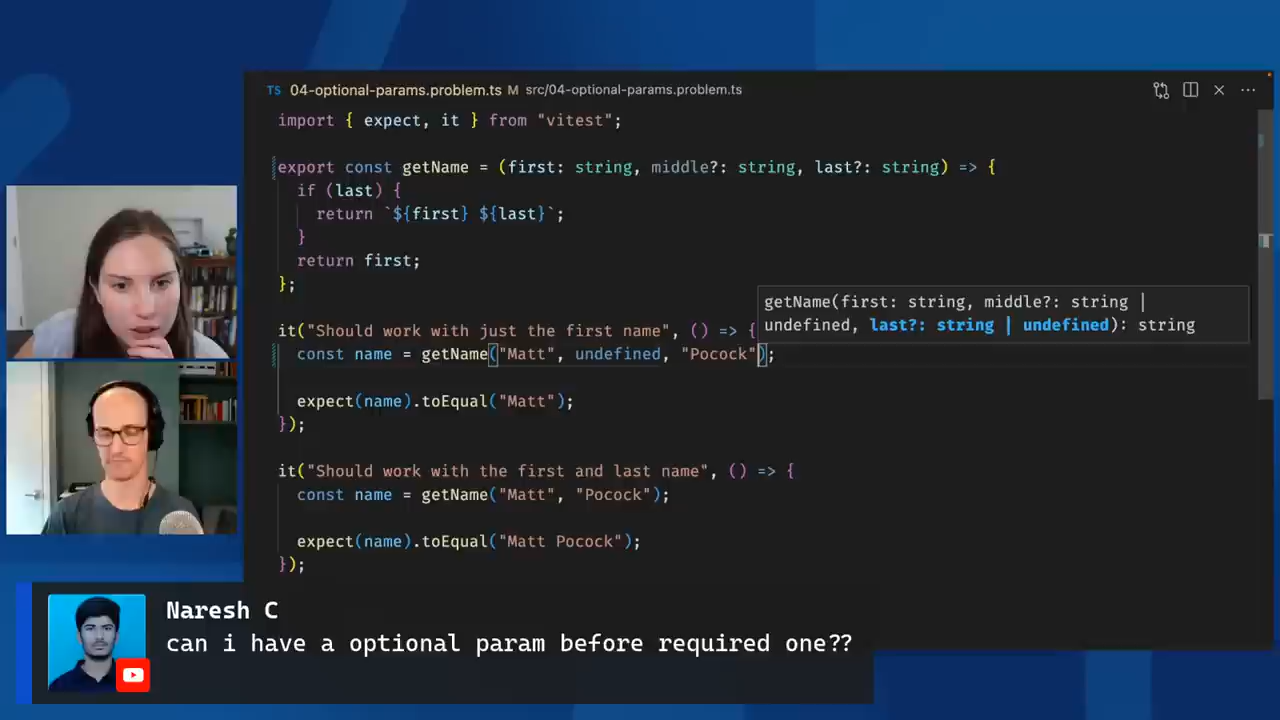 TS 04-optional-params.problem.ts M src/04-optional-params.problem.ts
import { expect, it } from "vitest";
export const getName = (first: string, middle?: string, last?: string) => {
if (last) {
return `${first} ${last}`;
}
return first;
};
getName(first: string, middle?: string |
undefined, last?: string | undefined): string
it("Should work with just the first name", () => {
const name = getName("Matt", undefined, "Pocock");
expect(name).toEqual("Matt");
});
it("Should work with the first and last name", () => {
const name = getName("Matt", "Pocock");
expect(name).toEqual("Matt Pocock");
});
Naresh C
can i have a optional param before required one??